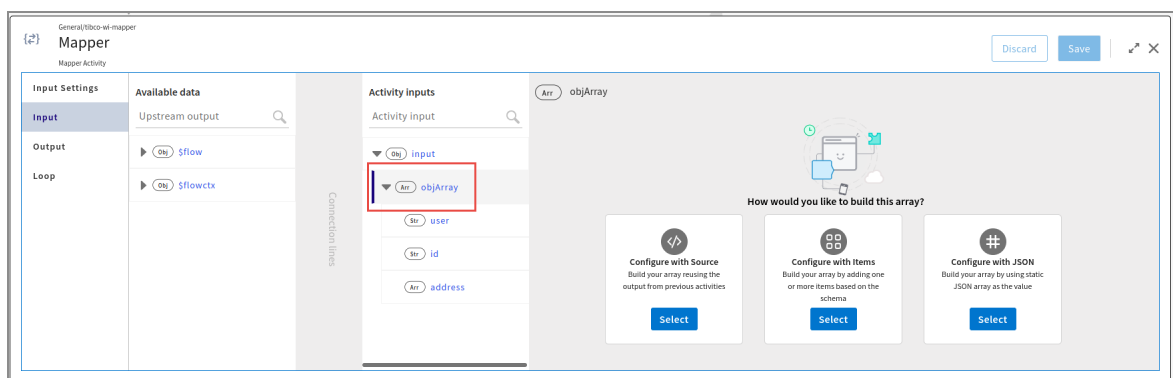 General/tibco-wi-mapper
Mapper
Mapper Activity
Discard
Save
Input Settings
Input
Output
Loop
Available data
Upstream output
Obj $flow
Obj $flowctx
Connection lines
Activity inputs
Activity input
Obj input
Arr objArray
Str user
Str id
Arr address
Arr objArray
How would you like to build this array?
Configure with Source
Build your array reusing the
output from previous activities
Select
Configure with Items
Build your array by adding one
or more items based on the
schema
Select
Configure with JSON
Build your array by using static
JSON array as the value
Select